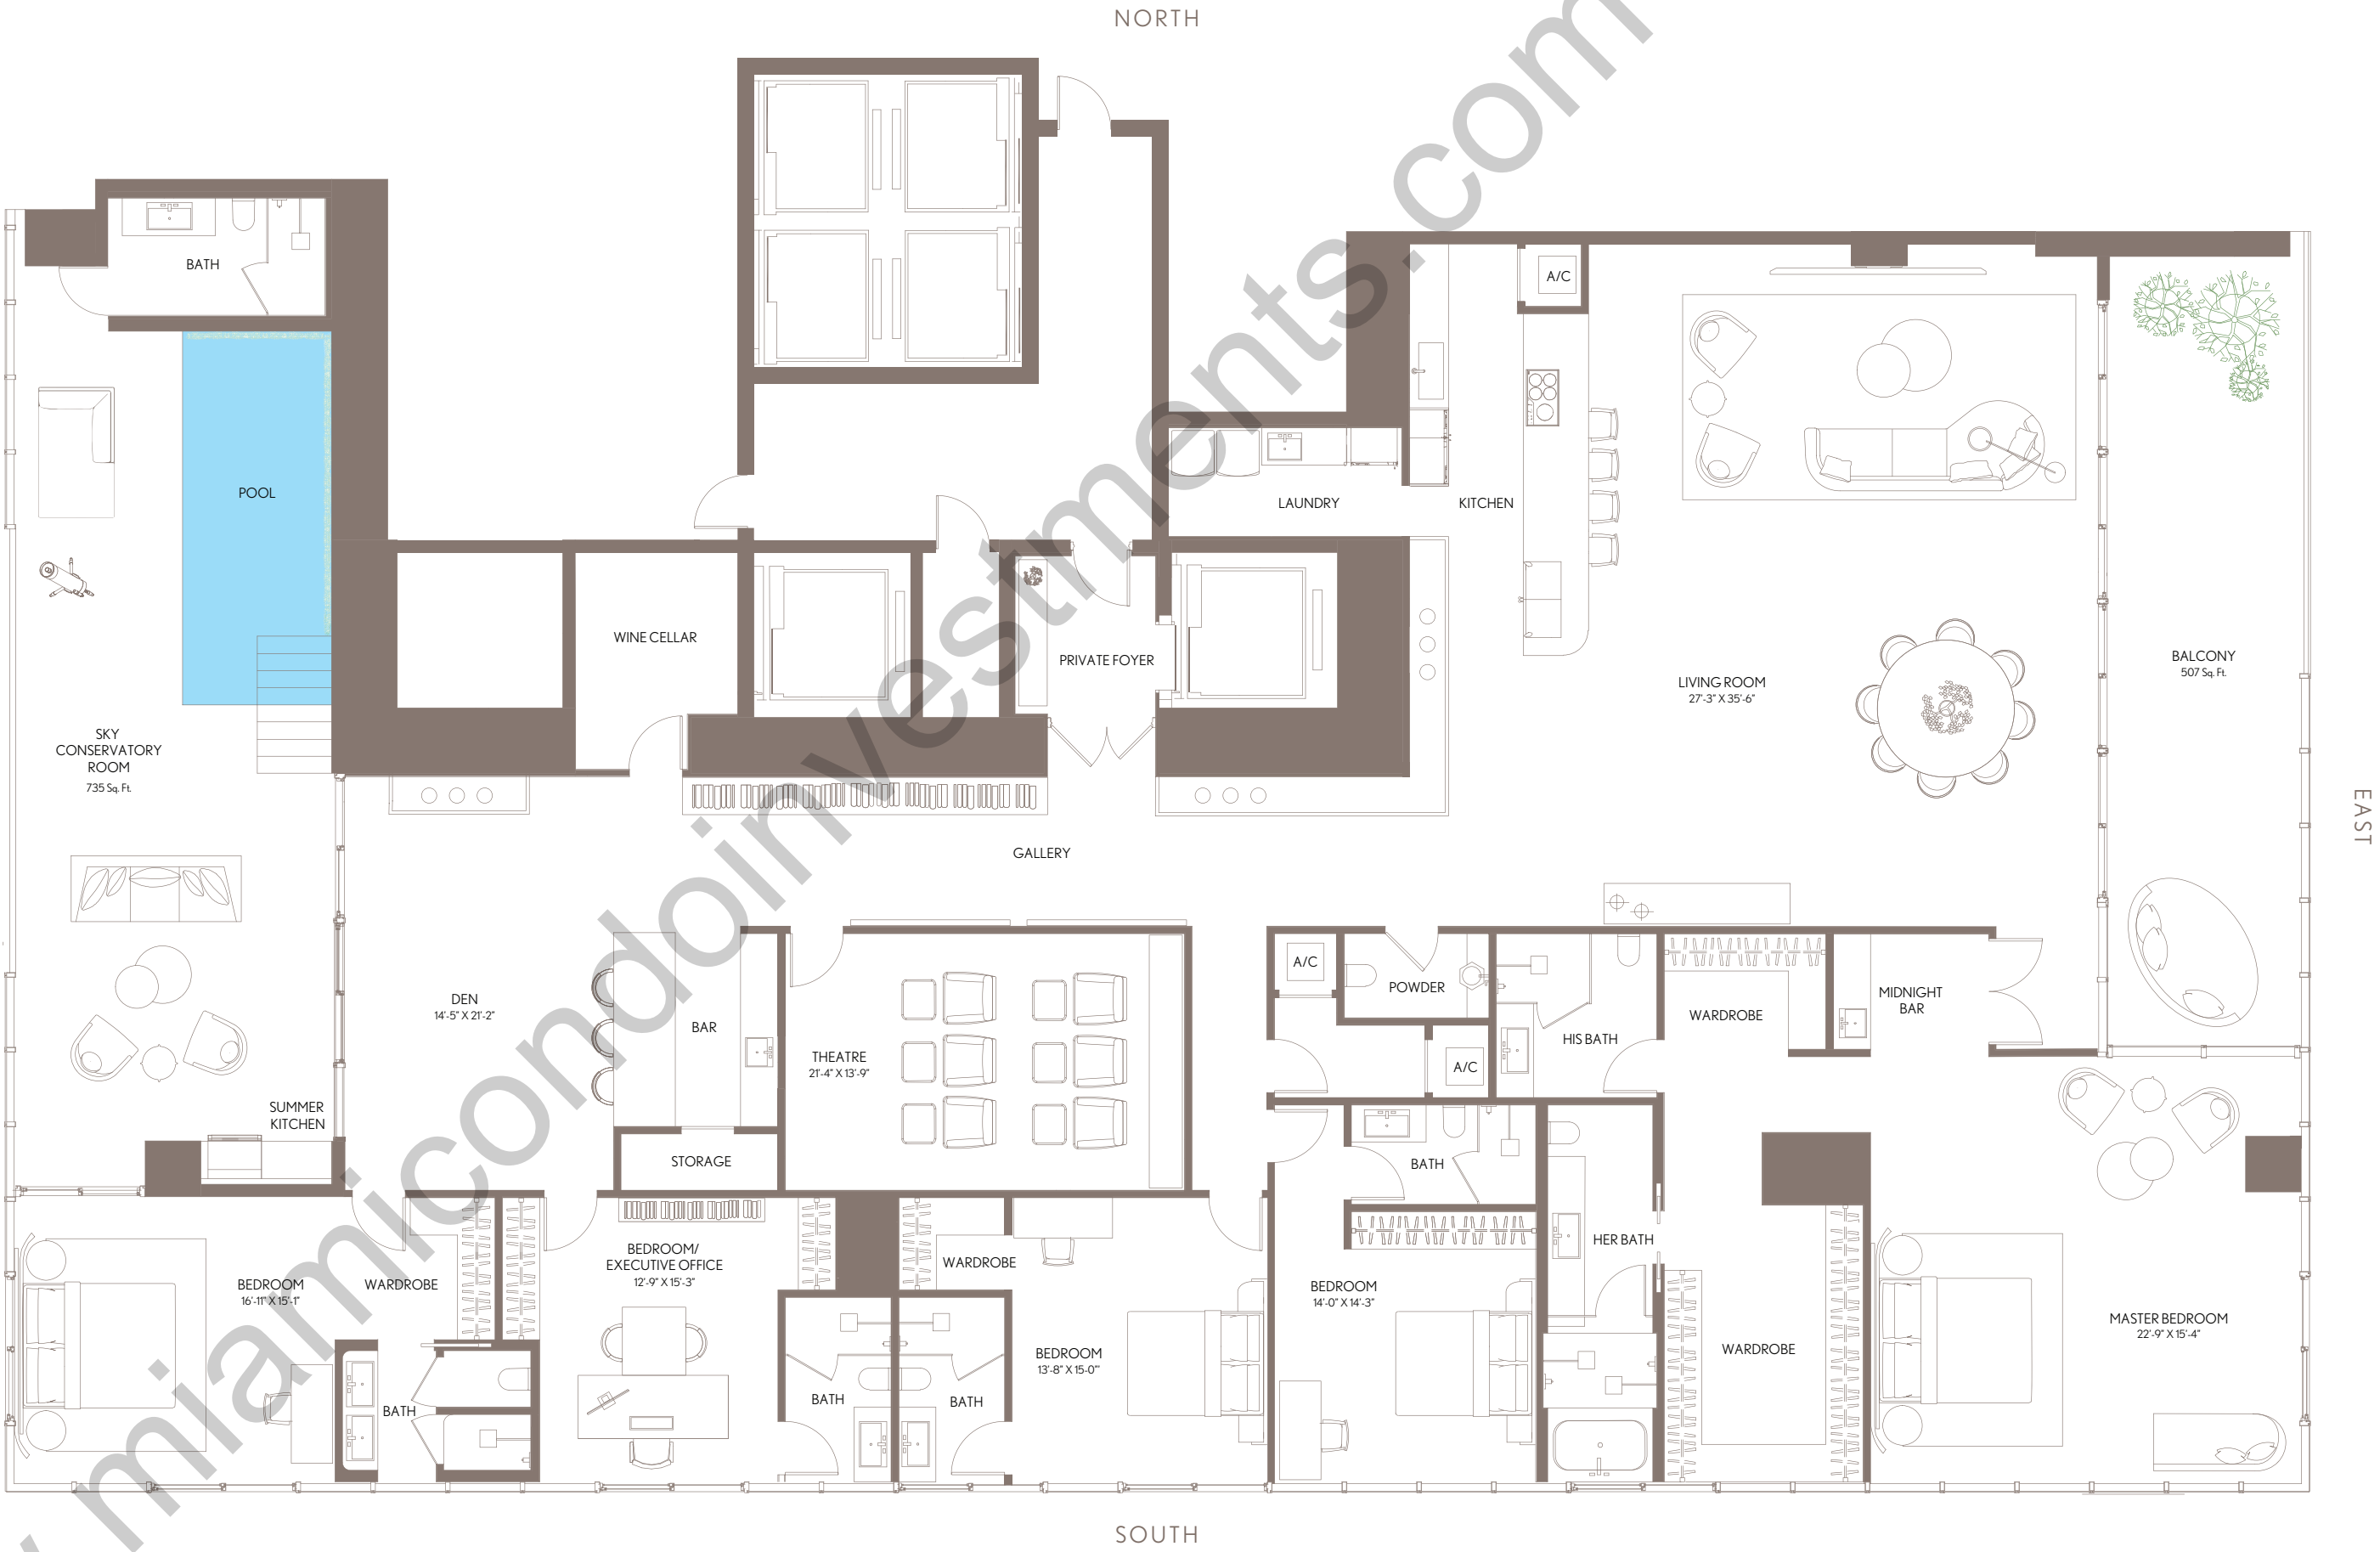 NORTH
BATH
A/C
POOL
LAUNDRY
KITCHEN
WINE CELLAR
PRIVATE FOYER
LIVING ROOM
27'-3" X 35'-6"
BALCONY
507 Sq. Ft.
SKY
CONSERVATORY
ROOM
735 Sq. Ft.
EAST
GALLERY
DEN
14'-5" X 21'-2"
BAR
THEATRE
21'-4" X 13'-9"
A/C
POWDER
HIS BATH
WARDROBE
MIDNIGHT
BAR
A/C
SUMMER
KITCHEN
STORAGE
BATH
HER BATH
BEDROOM
16'-11" X 15'-1"
WARDROBE
BEDROOM/
EXECUTIVE OFFICE
12'-9" X 15'-3"
WARDROBE
BEDROOM
14'-0" X 14'-3"
MASTER BEDROOM
22'-9" X 15'-4"
BEDROOM
13'-8" X 15-0"'
WARDROBE
BATH
BATH
BATH
SOUTH
miamicondoinvestments.com